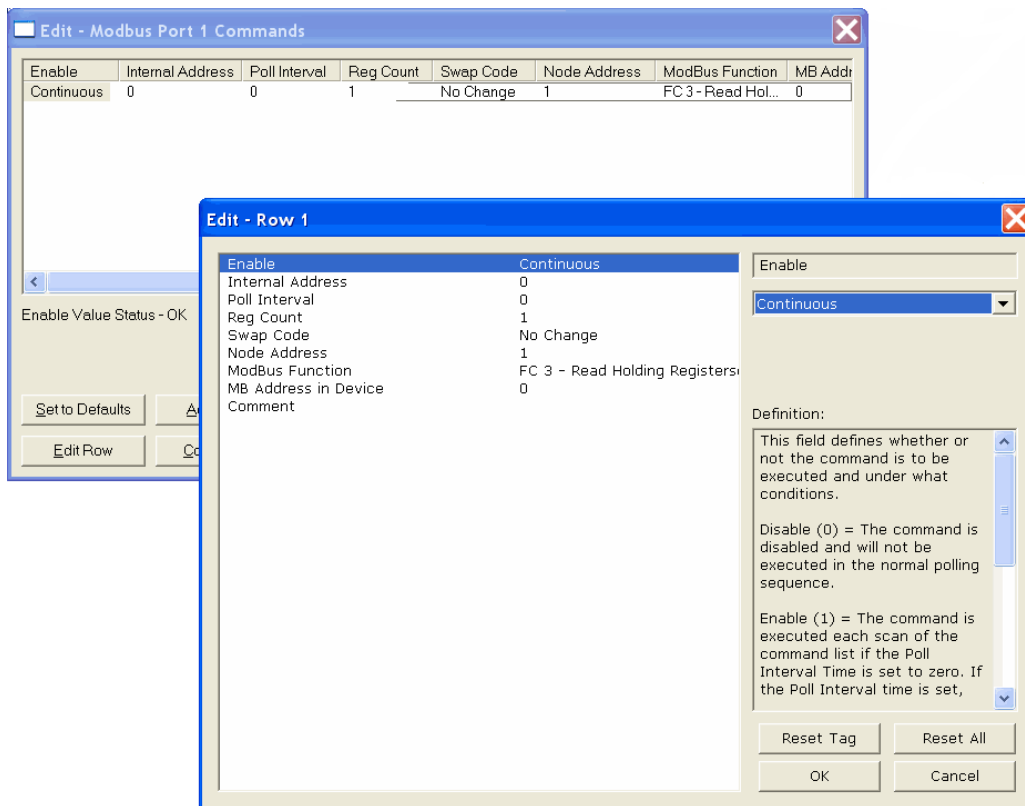 Edit - Modbus Port 1 Commands
Enable Internal Address Poll Interval Reg Count Swap Code Node Address ModBus Function MB Addr
Continuous 0 0 1 No Change 1 FC 3 - Read Hol... 0
Enable Value Status - OK
Set to Defaults
Edit Row
Edit - Row 1
Enable Continuous
Internal Address 0
Poll Interval 0
Reg Count 1
Swap Code No Change
Node Address 1
ModBus Function FC 3 - Read Holding Registers
MB Address in Device 0
Comment
Enable
Continuous
Definition:
This field defines whether or
not the command is to be
executed and under what
conditions.
Disable (0) = The command is
disabled and will not be
executed in the normal polling
sequence.
Enable (1) = The command is
executed each scan of the
command list if the Poll
Interval Time is set to zero. If
the Poll Interval time is set,
Reset Tag Reset All
OK Cancel